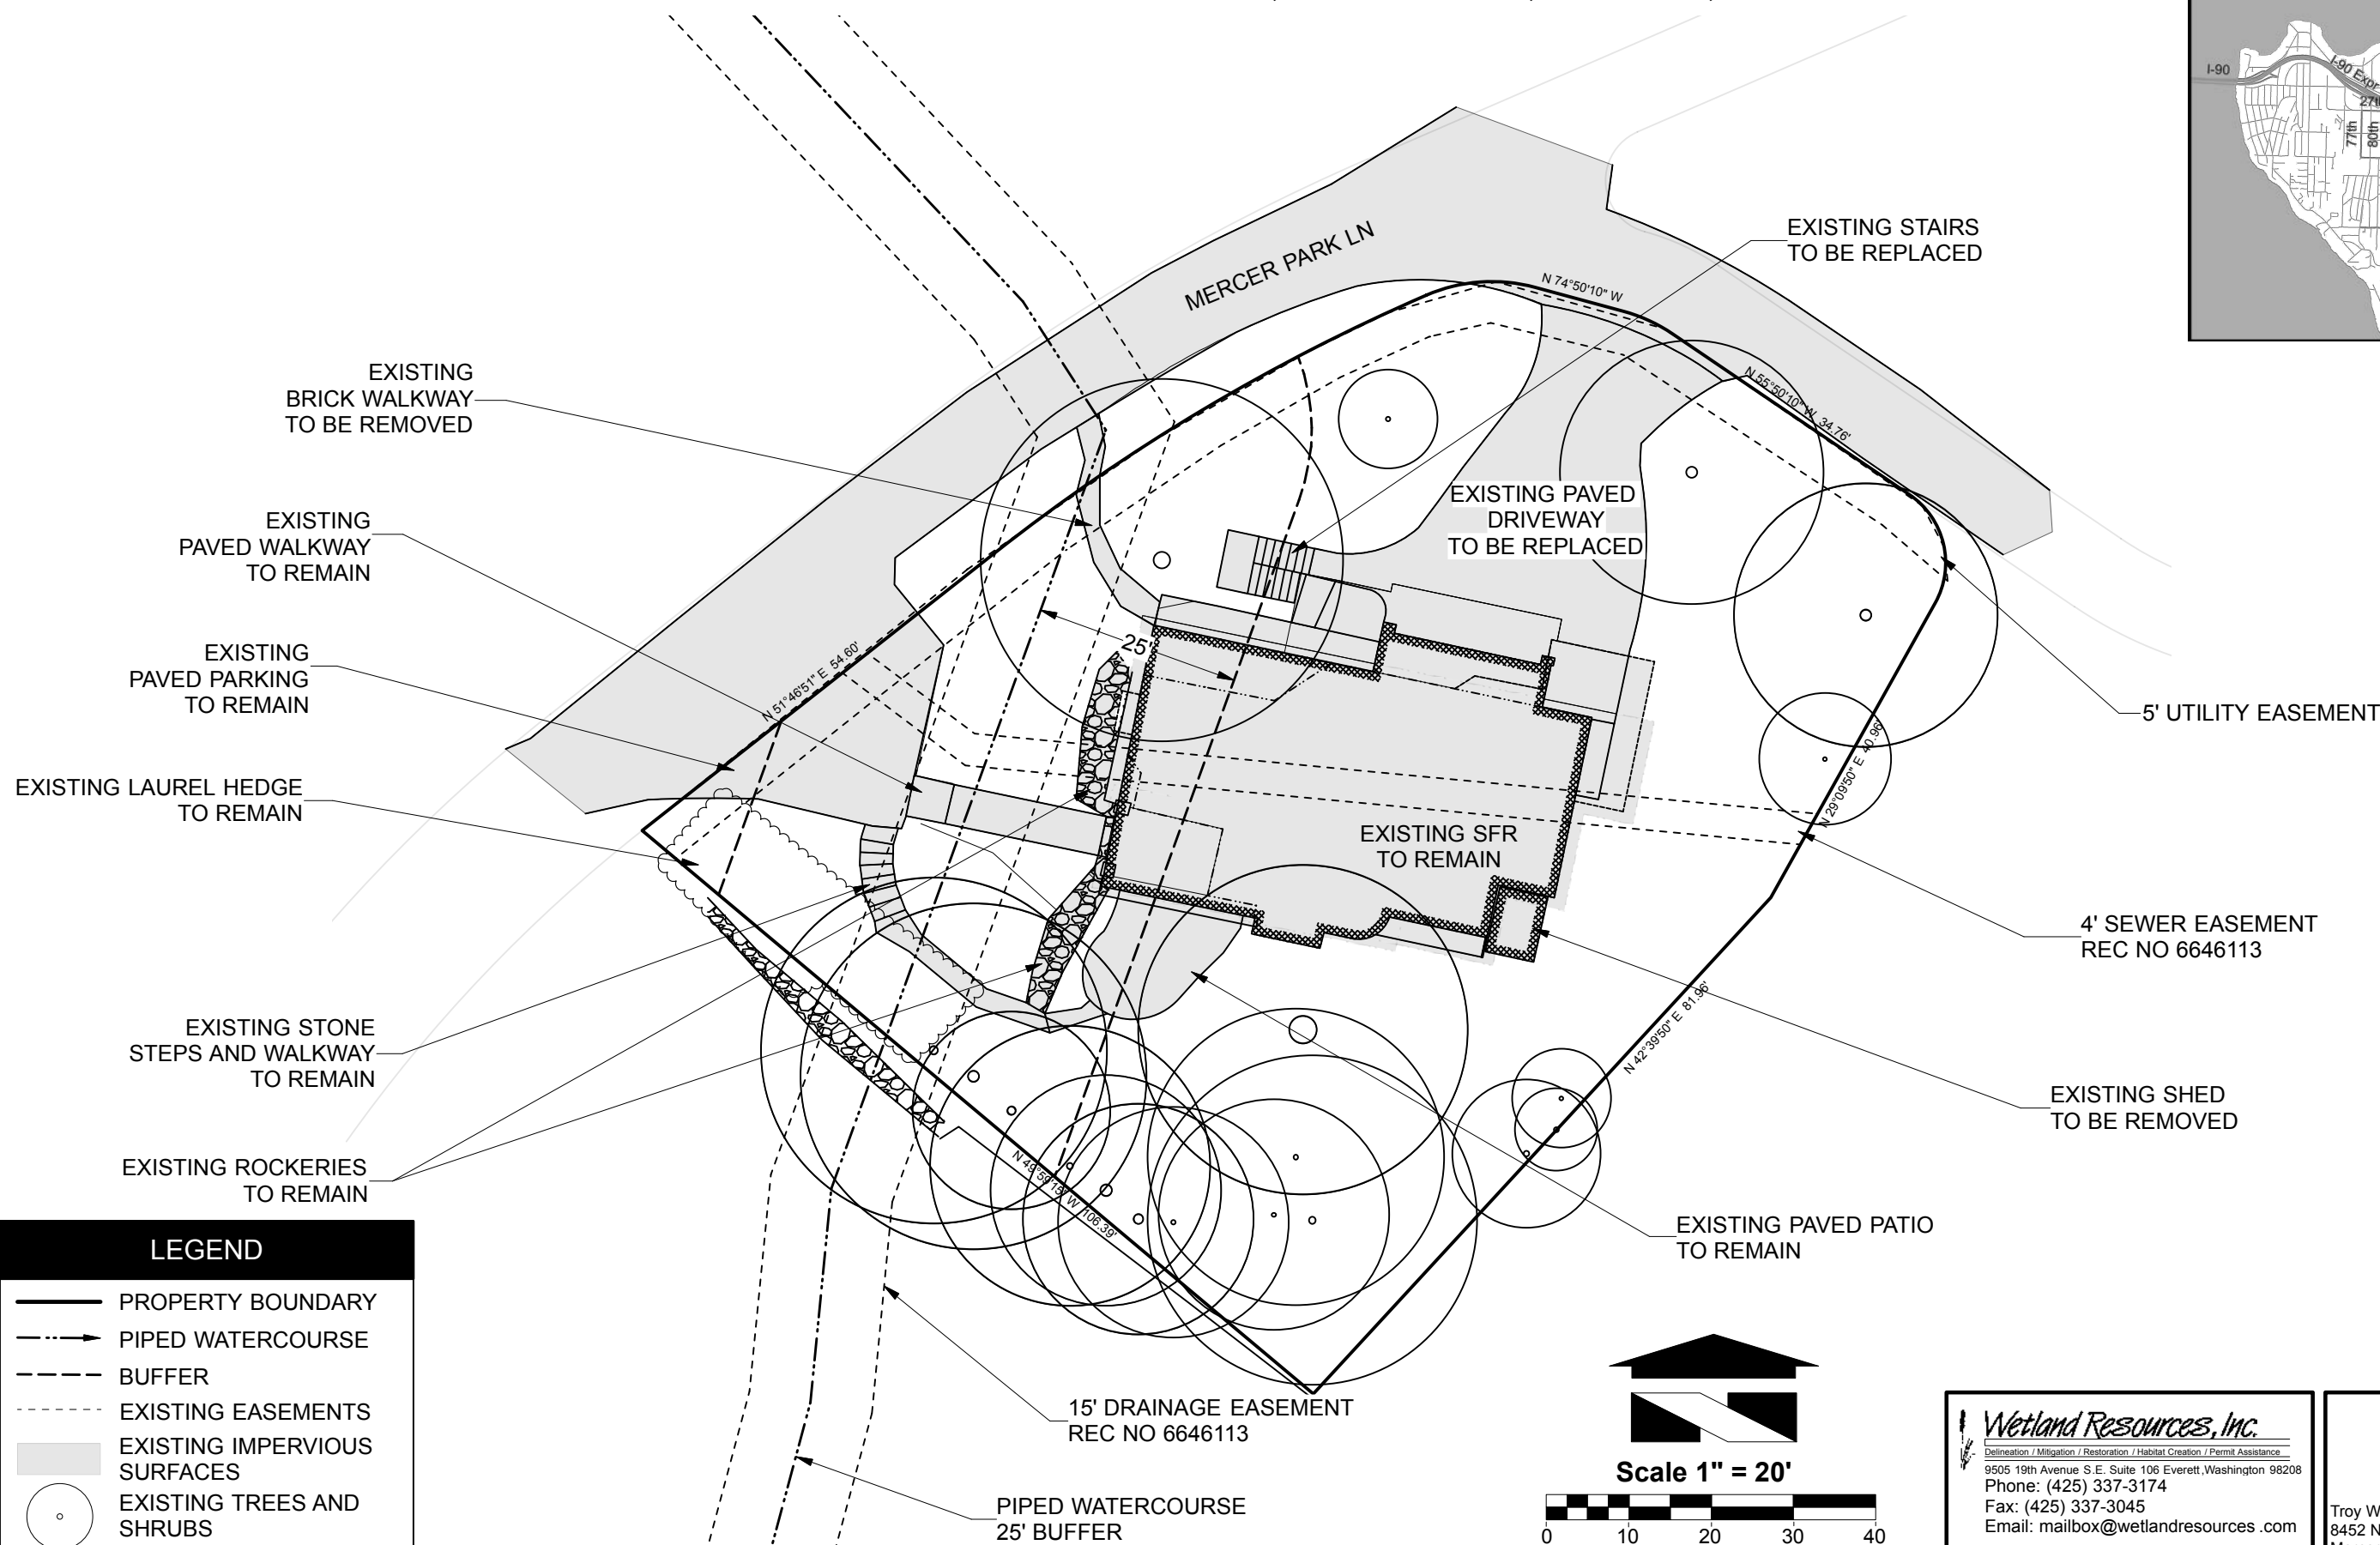 I-90
I-90 Expr
27th
77th
80th
MERCER PARK LN
N 74°50'10" W
EXISTING STAIRS
TO BE REPLACED
EXISTING
BRICK WALKWAY
TO BE REMOVED
N 55°50'10" W 34.76'
EXISTING PAVED
DRIVEWAY
TO BE REPLACED
EXISTING
PAVED WALKWAY
TO REMAIN
25'
EXISTING
PAVED PARKING
TO REMAIN
N 51°46'51" E 54.60'
5' UTILITY EASEMENT
N 29°09'50" E 40.96'
EXISTING LAUREL HEDGE
TO REMAIN
EXISTING SFR
TO REMAIN
4' SEWER EASEMENT
REC NO 6646113
EXISTING STONE
STEPS AND WALKWAY
TO REMAIN
N 42°39'50" E 81.96'
EXISTING SHED
TO BE REMOVED
EXISTING ROCKERIES
TO REMAIN
N 49°59'15" W 106.39'
EXISTING PAVED PATIO
TO REMAIN
LEGEND
PROPERTY BOUNDARY
PIPED WATERCOURSE
BUFFER
EXISTING EASEMENTS
EXISTING IMPERVIOUS
SURFACES
EXISTING TREES AND
SHRUBS
15' DRAINAGE EASEMENT
REC NO 6646113
PIPED WATERCOURSE
25' BUFFER
Scale 1" = 20'
0 10 20 30 40
Wetland Resources, Inc.
Delineation / Mitigation / Restoration / Habitat Creation / Permit Assistance
9505 19th Avenue S.E. Suite 106 Everett,Washington 98208
Phone: (425) 337-3174
Fax: (425) 337-3045
Email: mailbox@wetlandresources.com
Troy W
8452 N